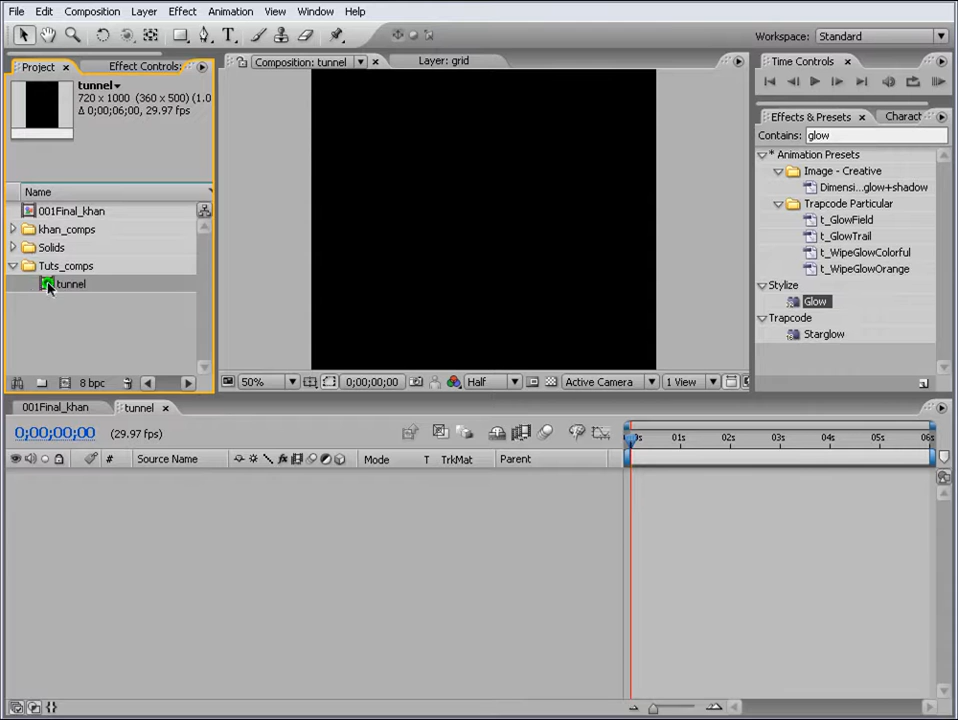 File Edit Composition Layer Effect Animation View Window Help
T
Workspace: Standard
Project Effect Controls:
tunnel
720 x 1000 (360 x 500) (1.0
Δ 0;00;06;00, 29.97 fps
Name
001Final_khan
khan_comps
Solids
Tuts_comps
tunnel
8 bpc
Composition: tunnel Layer: grid
50% 0;00;00;00 Half Active Camera 1 View
Time Controls
Effects & Presets Charact
Contains: glow
* Animation Presets
Image - Creative
Dimensi...glow+shadow
Trapcode Particular
t_GlowField
t_GlowTrail
t_WipeGlowColorful
t_WipeGlowOrange
Stylize
Glow
Trapcode
Starglow
001Final_khan tunnel
0;00;00;00 (29.97 fps)
# Source Name Mode T TrkMat Parent
01s 02s 03s 04s 05s 06s